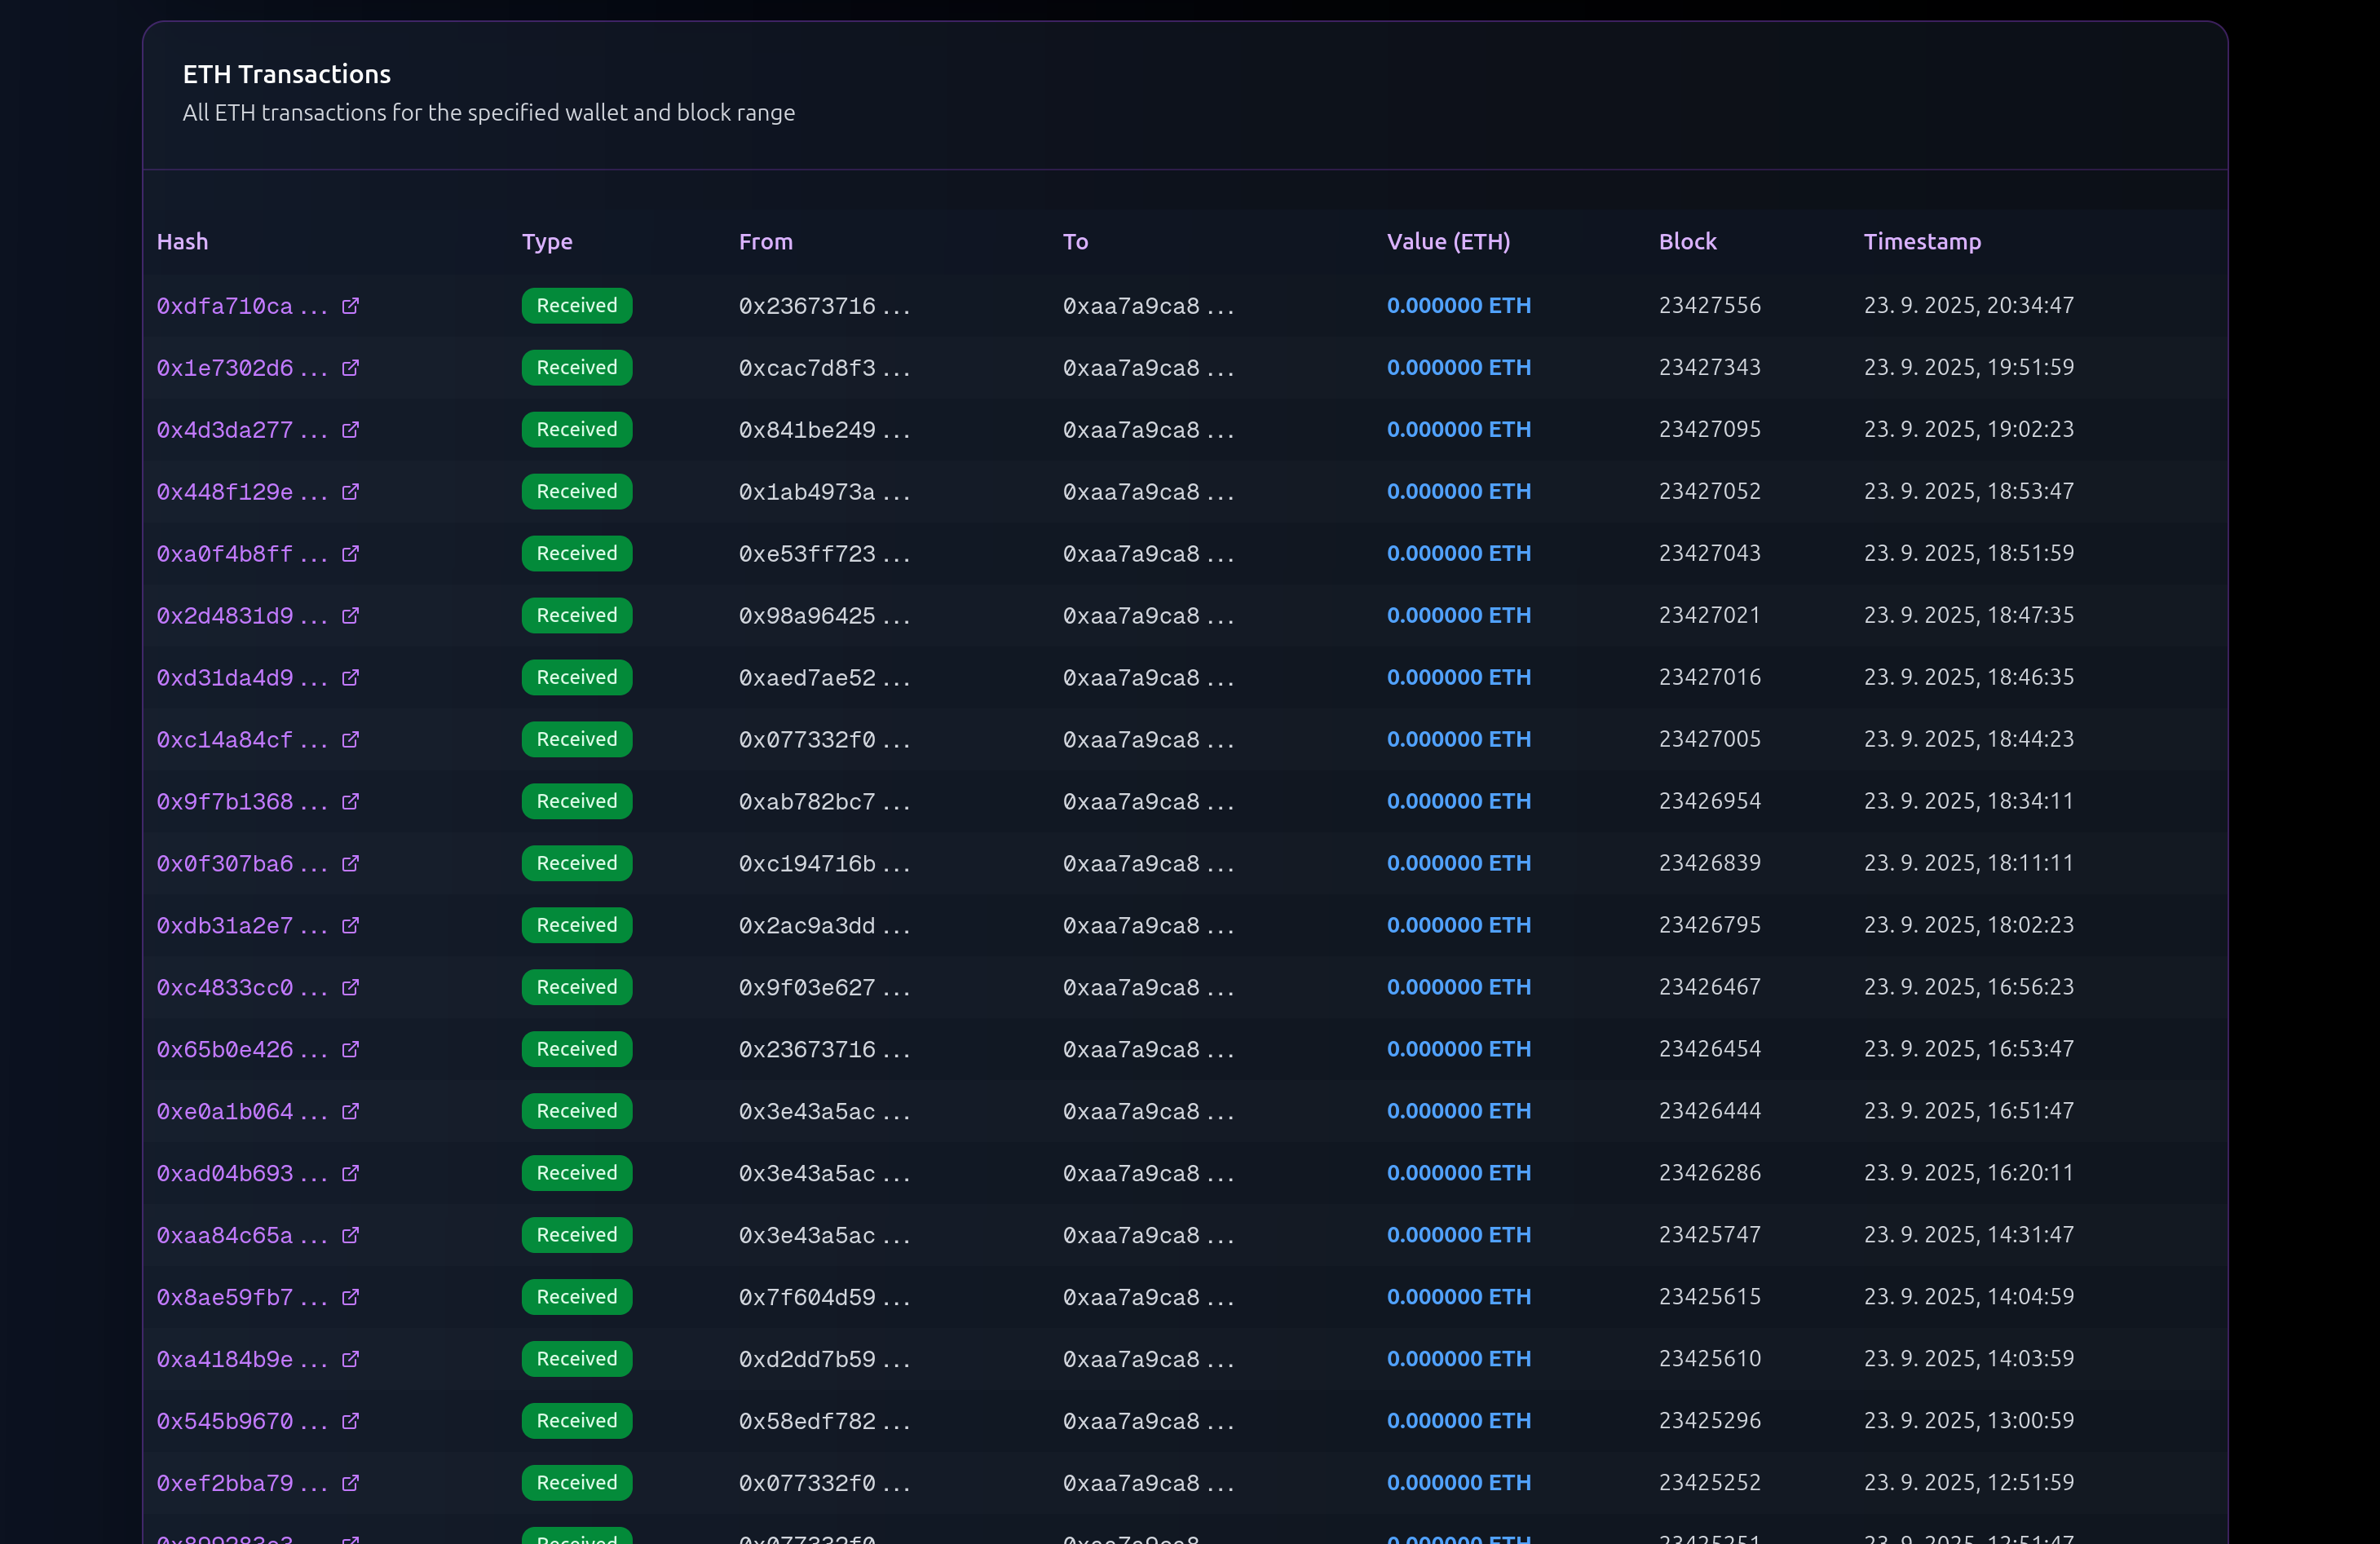 ETH Transactions
All ETH transactions for the specified wallet and block range
Hash Type From To Value (ETH) Block Timestamp
0xdfa710ca... Received 0x23673716... 0xaa7a9ca8... 0.000000 ETH 23427556 23. 9. 2025, 20:34:47
0x1e7302d6... Received 0xcac7d8f3... 0xaa7a9ca8... 0.000000 ETH 23427343 23. 9. 2025, 19:51:59
0x4d3da277... Received 0x841be249... 0xaa7a9ca8... 0.000000 ETH 23427095 23. 9. 2025, 19:02:23
0x448f129e... Received 0x1ab4973a... 0xaa7a9ca8... 0.000000 ETH 23427052 23. 9. 2025, 18:53:47
0xa0f4b8ff... Received 0xe53ff723... 0xaa7a9ca8... 0.000000 ETH 23427043 23. 9. 2025, 18:51:59
0x2d4831d9... Received 0x98a96425... 0xaa7a9ca8... 0.000000 ETH 23427021 23. 9. 2025, 18:47:35
0xd31da4d9... Received 0xaed7ae52... 0xaa7a9ca8... 0.000000 ETH 23427016 23. 9. 2025, 18:46:35
0xc14a84cf... Received 0x077332f0... 0xaa7a9ca8... 0.000000 ETH 23427005 23. 9. 2025, 18:44:23
0x9f7b1368... Received 0xab782bc7... 0xaa7a9ca8... 0.000000 ETH 23426954 23. 9. 2025, 18:34:11
0x0f307ba6... Received 0xc194716b... 0xaa7a9ca8... 0.000000 ETH 23426839 23. 9. 2025, 18:11:11
0xdb31a2e7... Received 0x2ac9a3dd... 0xaa7a9ca8... 0.000000 ETH 23426795 23. 9. 2025, 18:02:23
0xc4833cc0... Received 0x9f03e627... 0xaa7a9ca8... 0.000000 ETH 23426467 23. 9. 2025, 16:56:23
0x65b0e426... Received 0x23673716... 0xaa7a9ca8... 0.000000 ETH 23426454 23. 9. 2025, 16:53:47
0xe0a1b064... Received 0x3e43a5ac... 0xaa7a9ca8... 0.000000 ETH 23426444 23. 9. 2025, 16:51:47
0xad04b693... Received 0x3e43a5ac... 0xaa7a9ca8... 0.000000 ETH 23426286 23. 9. 2025, 16:20:11
0xaa84c65a... Received 0x3e43a5ac... 0xaa7a9ca8... 0.000000 ETH 23425747 23. 9. 2025, 14:31:47
0x8ae59fb7... Received 0x7f604d59... 0xaa7a9ca8... 0.000000 ETH 23425615 23. 9. 2025, 14:04:59
0xa4184b9e... Received 0xd2dd7b59... 0xaa7a9ca8... 0.000000 ETH 23425610 23. 9. 2025, 14:03:59
0x545b9670... Received 0x58edf782... 0xaa7a9ca8... 0.000000 ETH 23425296 23. 9. 2025, 13:00:59
0xef2bba79... Received 0x077332f0... 0xaa7a9ca8... 0.000000 ETH 23425252 23. 9. 2025, 12:51:59
Received 0x077332f0... 0xaa7a9ca8... 0.000000 ETH 23425251 23. 9. 2025, 12:51:47